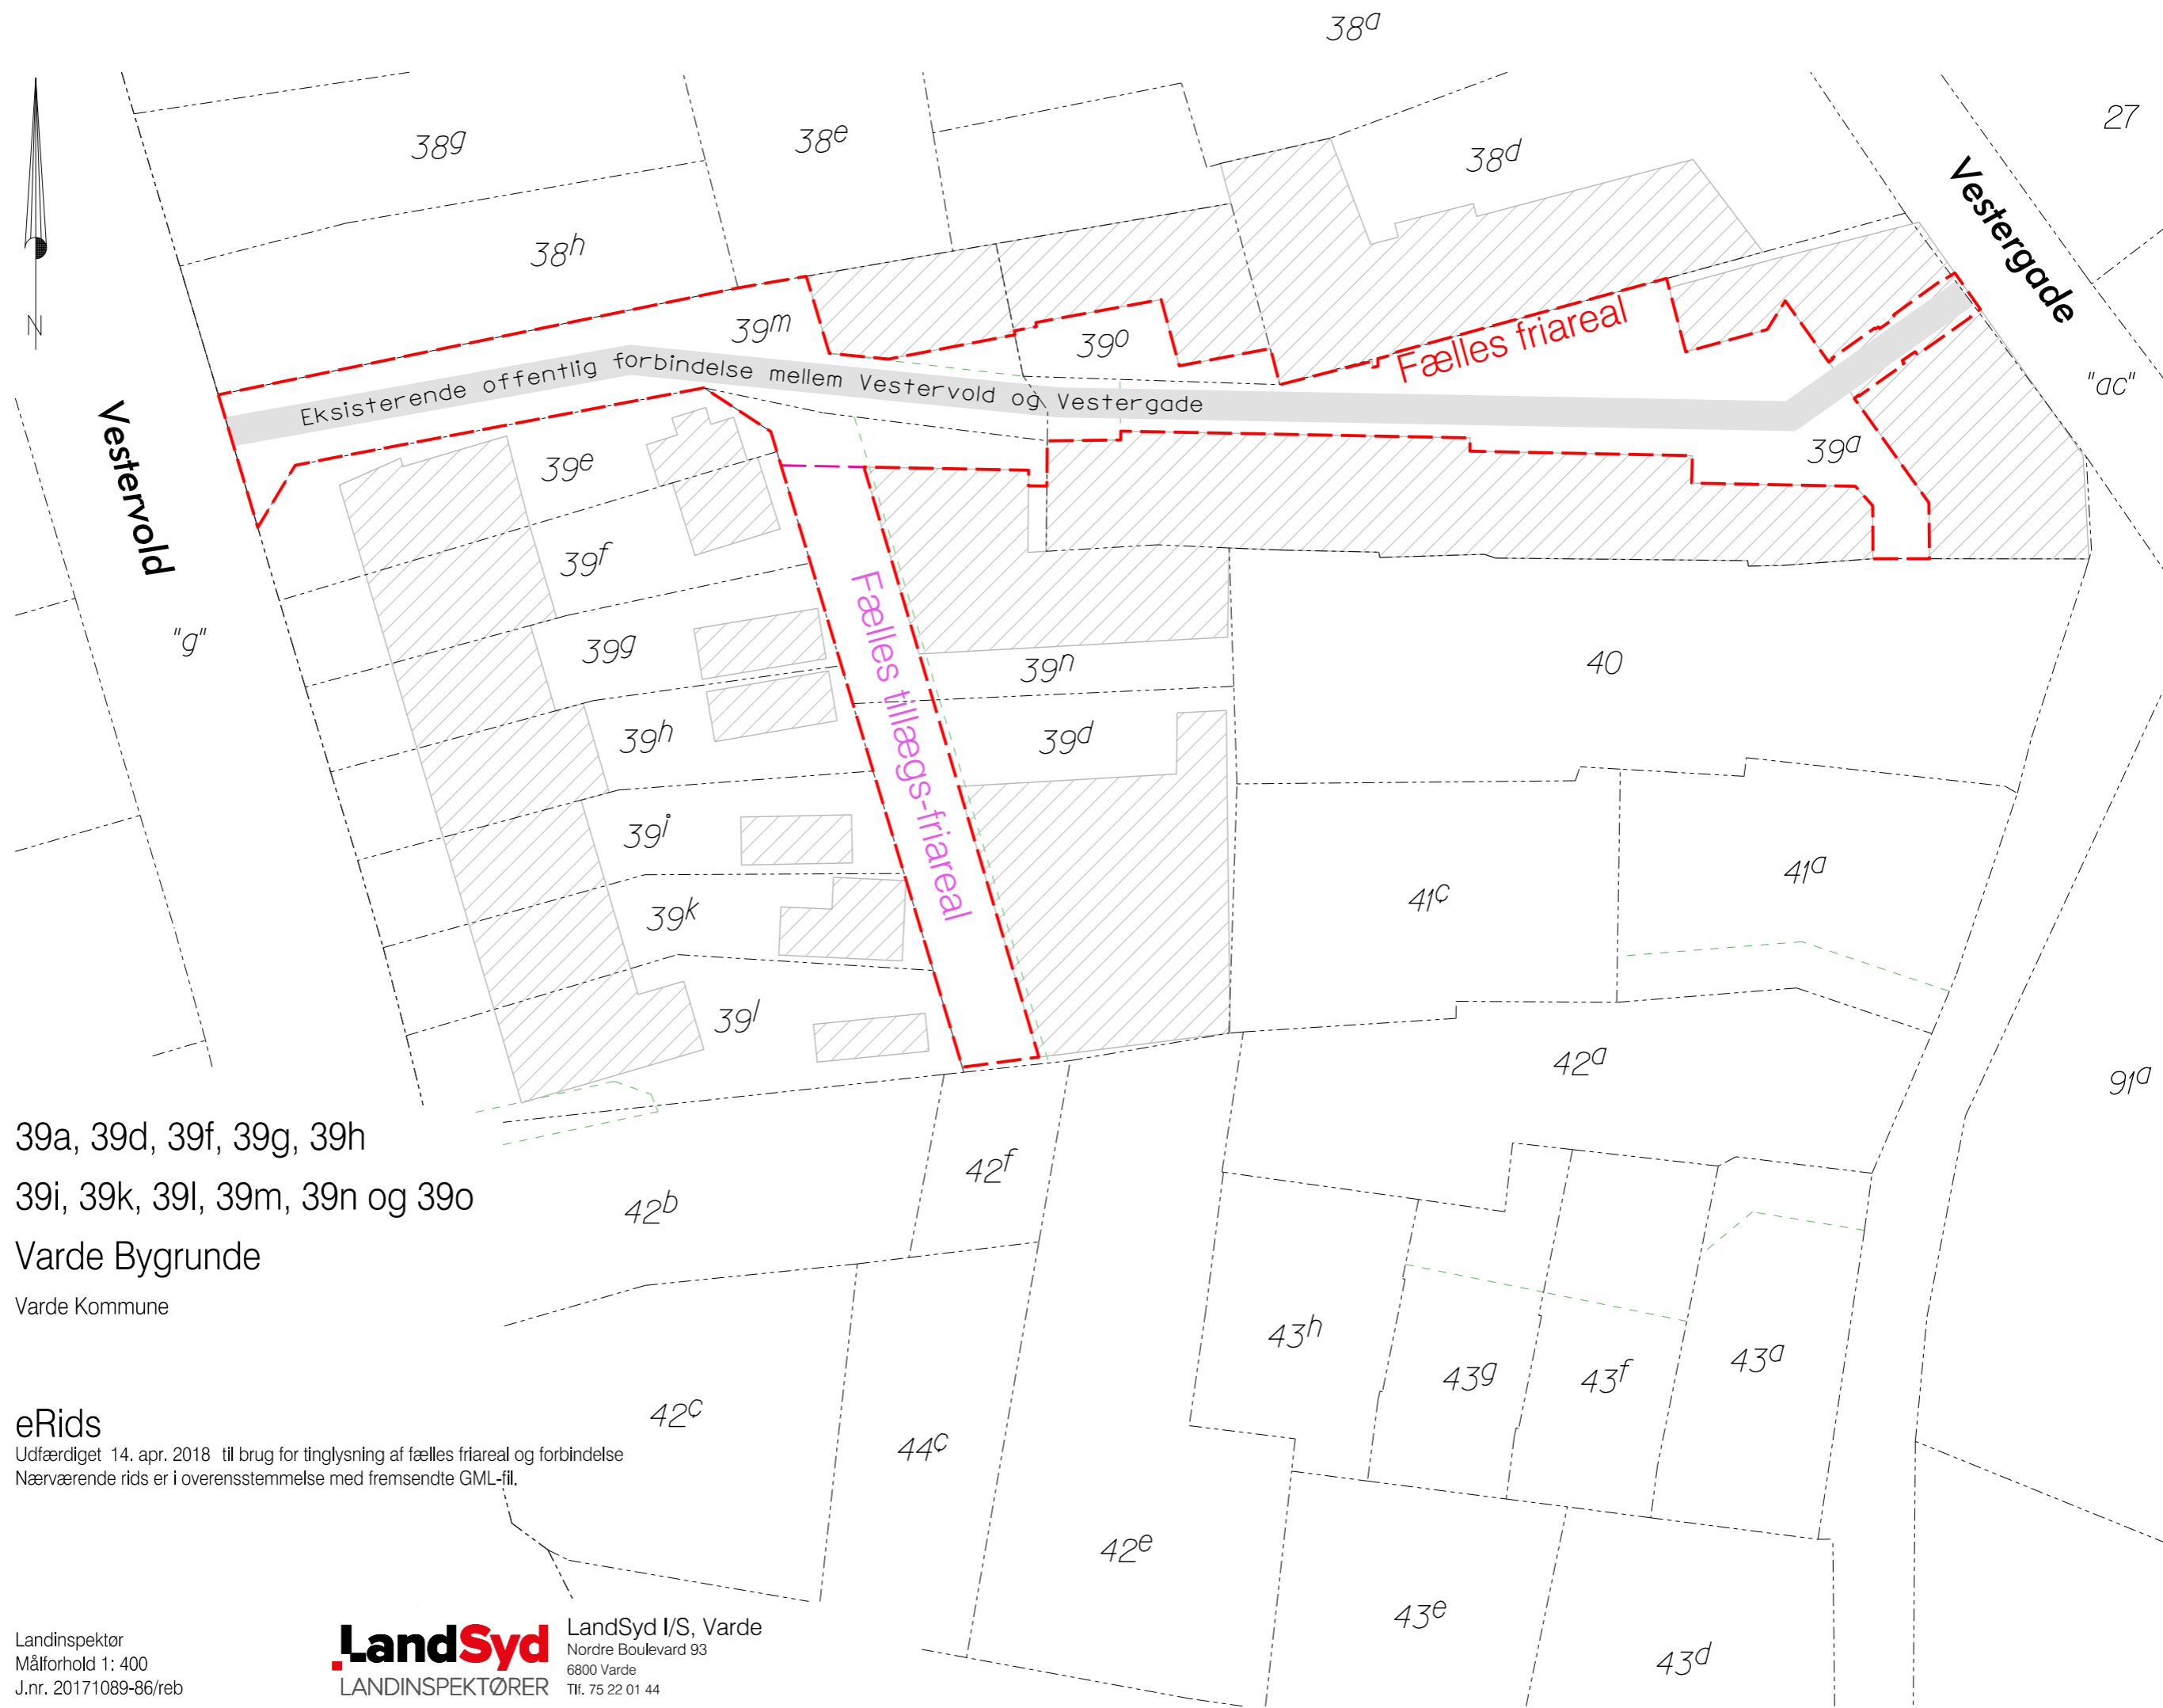 38a
27
38g
38e
38d
Vestergade
38h
39m
39o
Fælles friareal
Eksisterende offentlig forbindelse mellem Vestervold og Vestergade
"ac"
Vestervold
39e
39a
39f
Fælles tillægs-friareal
"g"
39g
39n
40
39h
39d
39i
41c
41a
39k
39l
42a
91a
39a, 39d, 39f, 39g, 39h
39i, 39k, 39l, 39m, 39n og 39o
Varde Bygrunde
Varde Kommune
42f
42b
43h
43g
43f
43a
42c
44c
eRids
Udfærdiget 14. apr. 2018 til brug for tinglysning af fælles friareal og forbindelse
Nærværende rids er i overensstemmelse med fremsendte GML-fil.
42e
43e
43d
Landinspektør
Målforhold 1: 400
J.nr. 20171089-86/reb
LandSyd
LANDINSPEKTØRER
LandSyd I/S, Varde
Nordre Boulevard 93
6800 Varde
Tlf. 75 22 01 44
N